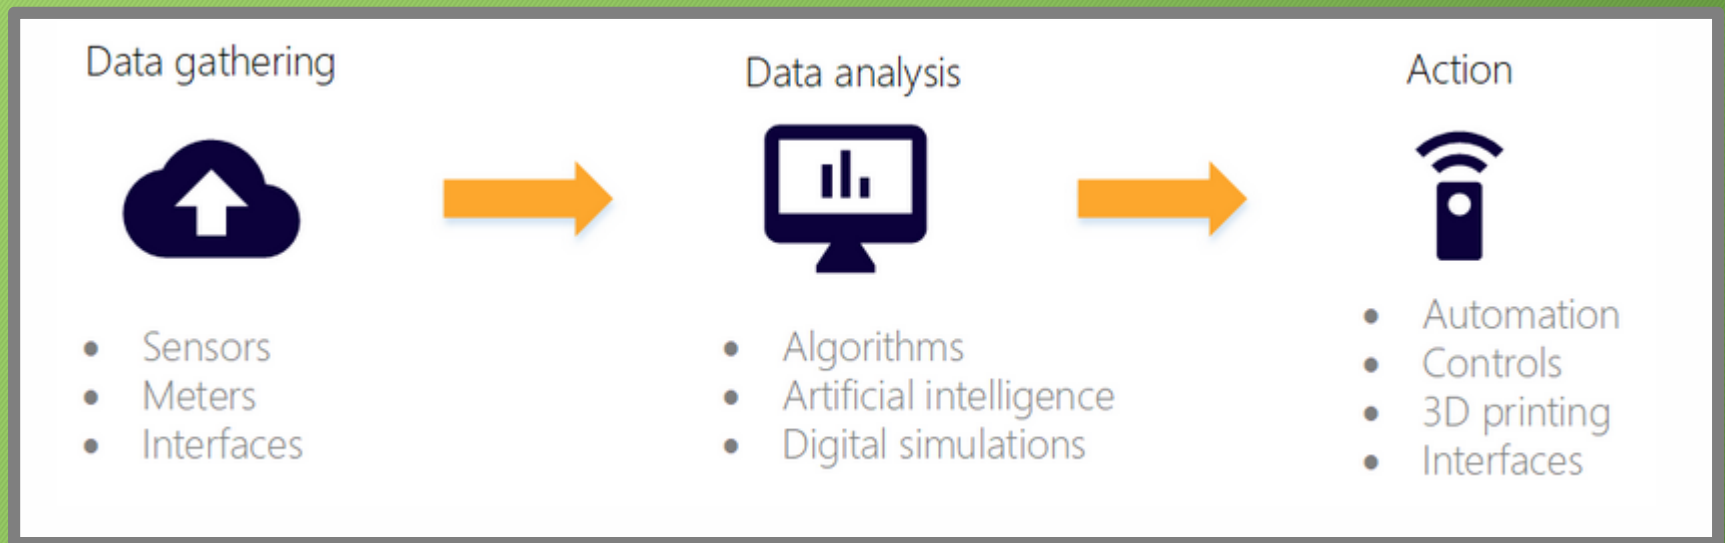 Data gathering
Sensors
Meters
Interfaces
Data analysis
Algorithms
Artificial intelligence
Digital simulations
Action
Automation
Controls
3D printing
Interfaces